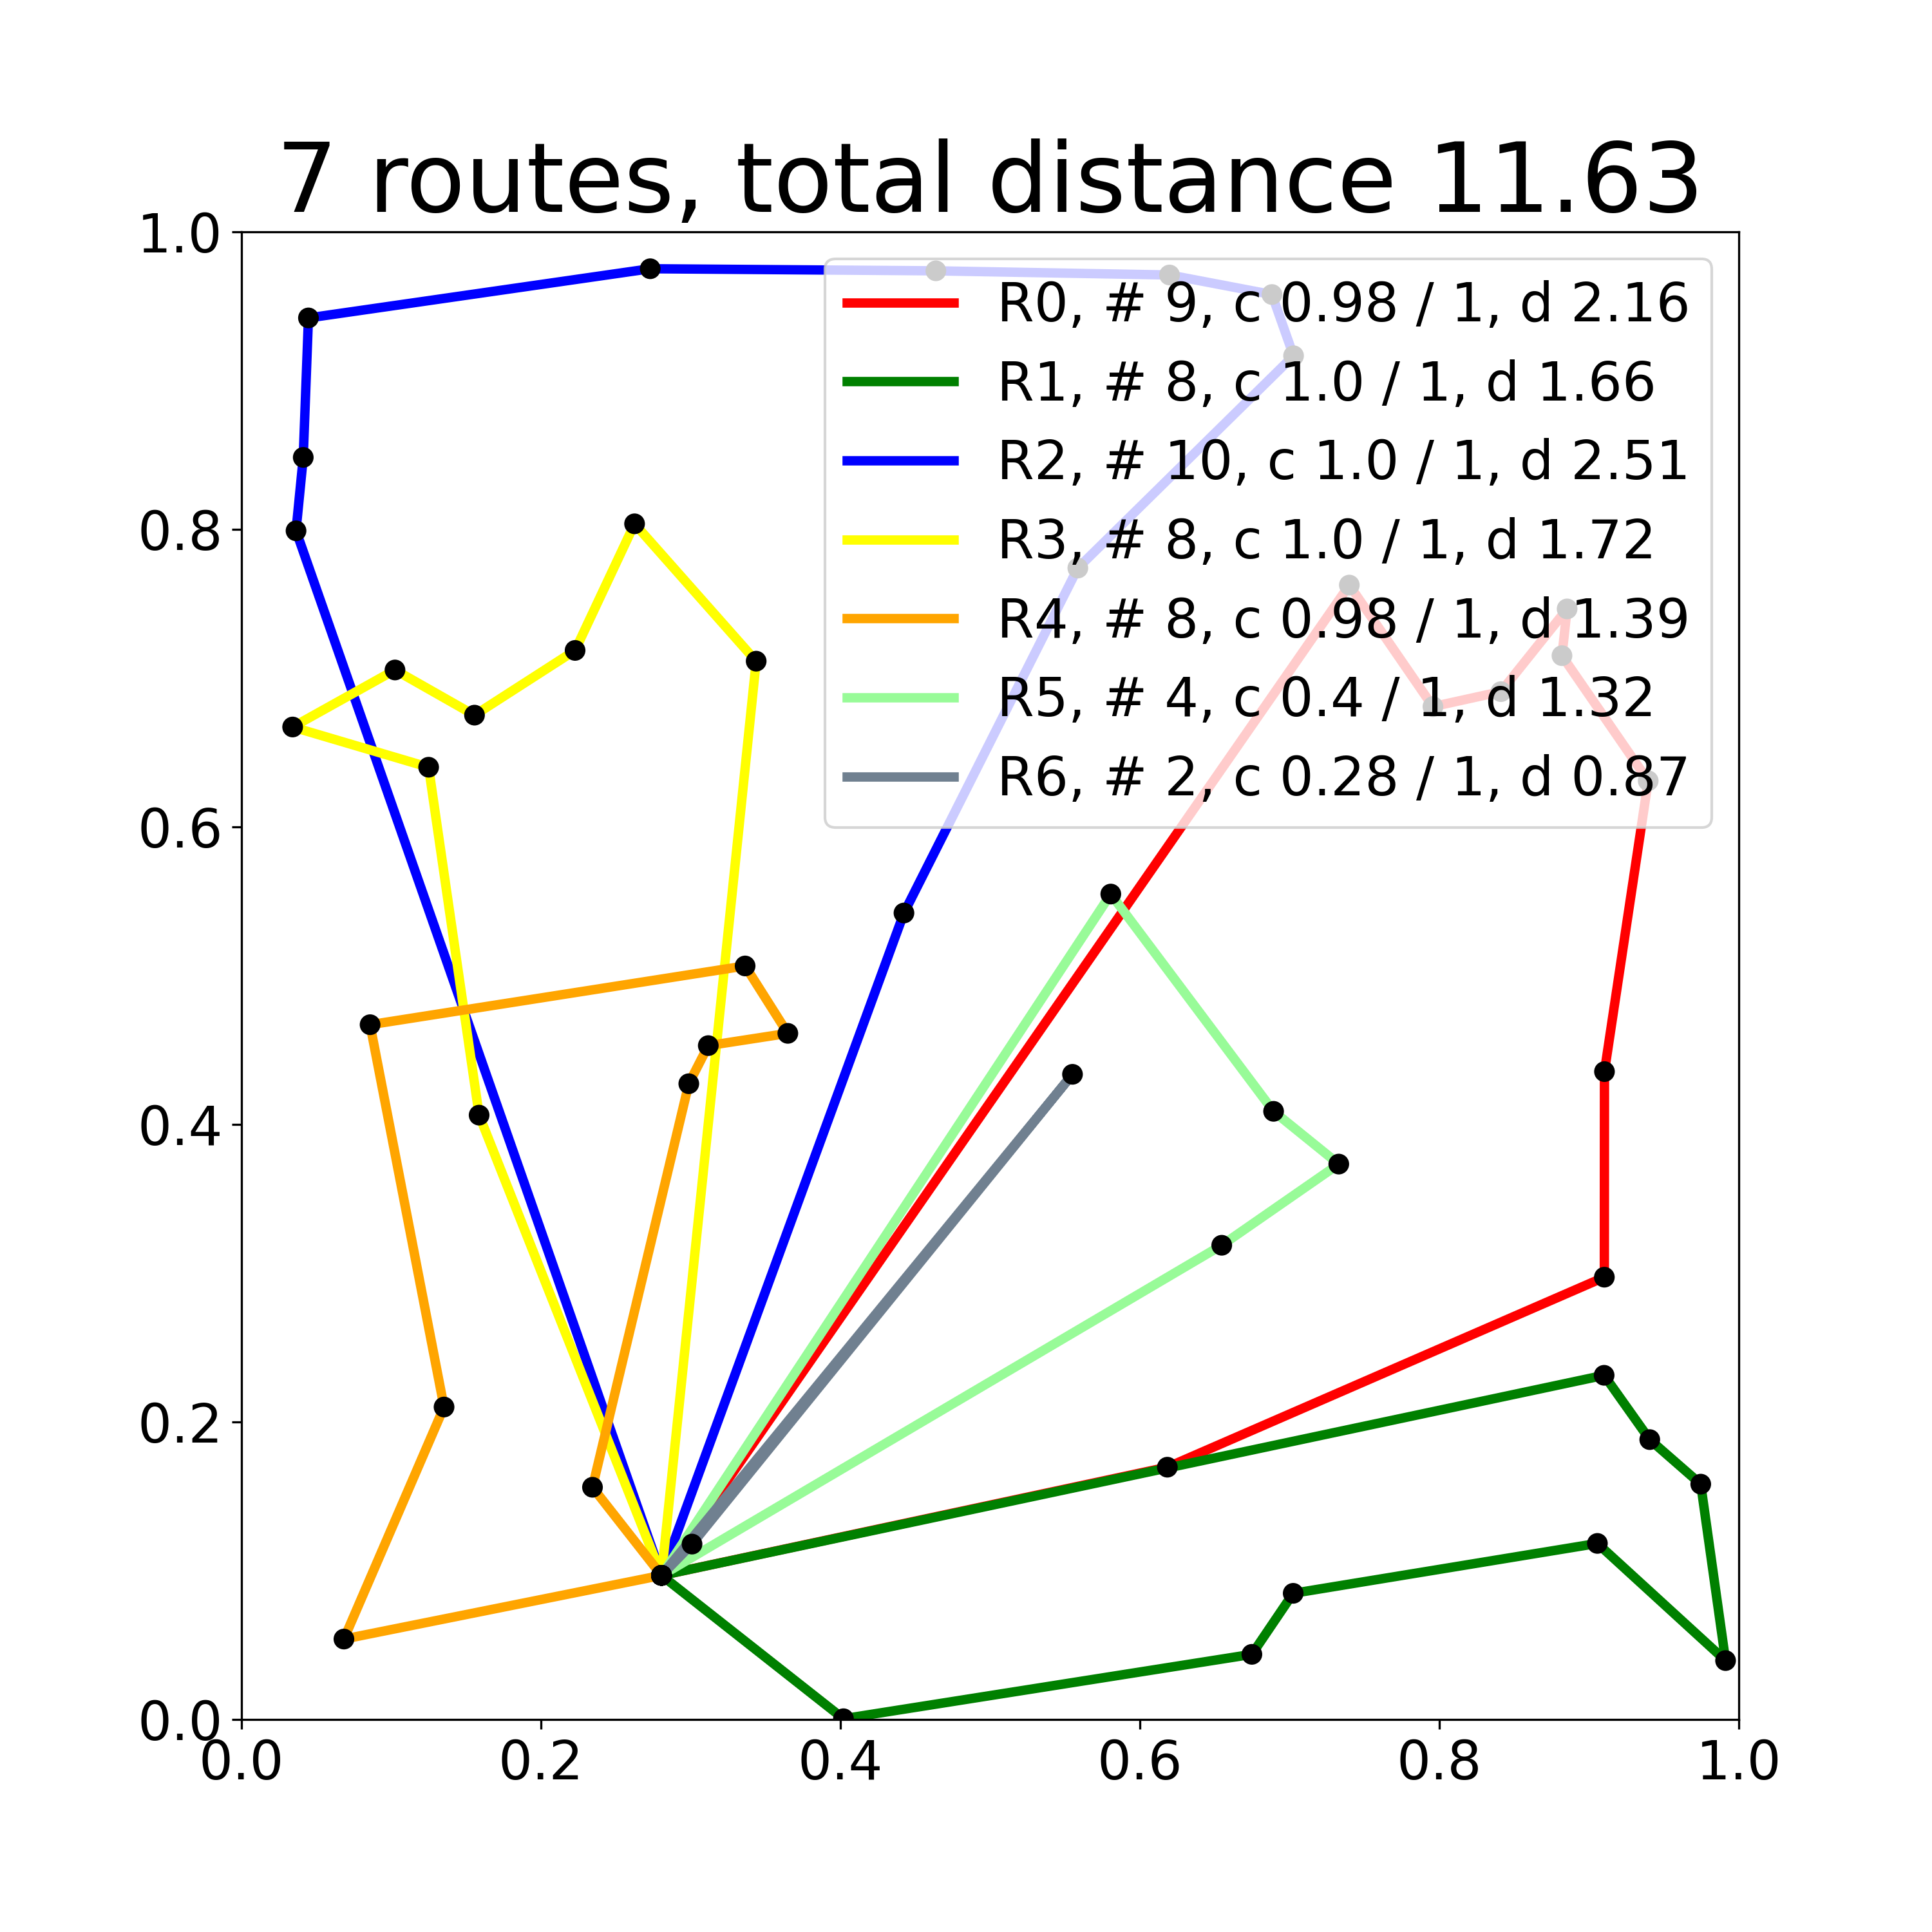 7 routes, total distance 11.63
1.0
0.8
0.6
0.4
0.2
0.0
R0, # 9, c 0.98 / 1, d 2.16
R1, # 8, c 1.0 / 1, d 1.66
R2, # 10, c 1.0 / 1, d 2.51
R3, # 8, c 1.0 / 1, d 1.72
R4, # 8, c 0.98 / 1, d 1.39
R5, # 4, c 0.4 / 1, d 1.32
R6, # 2, c 0.28 / 1, d 0.87
0.0 0.2 0.4 0.6 0.8 1.0